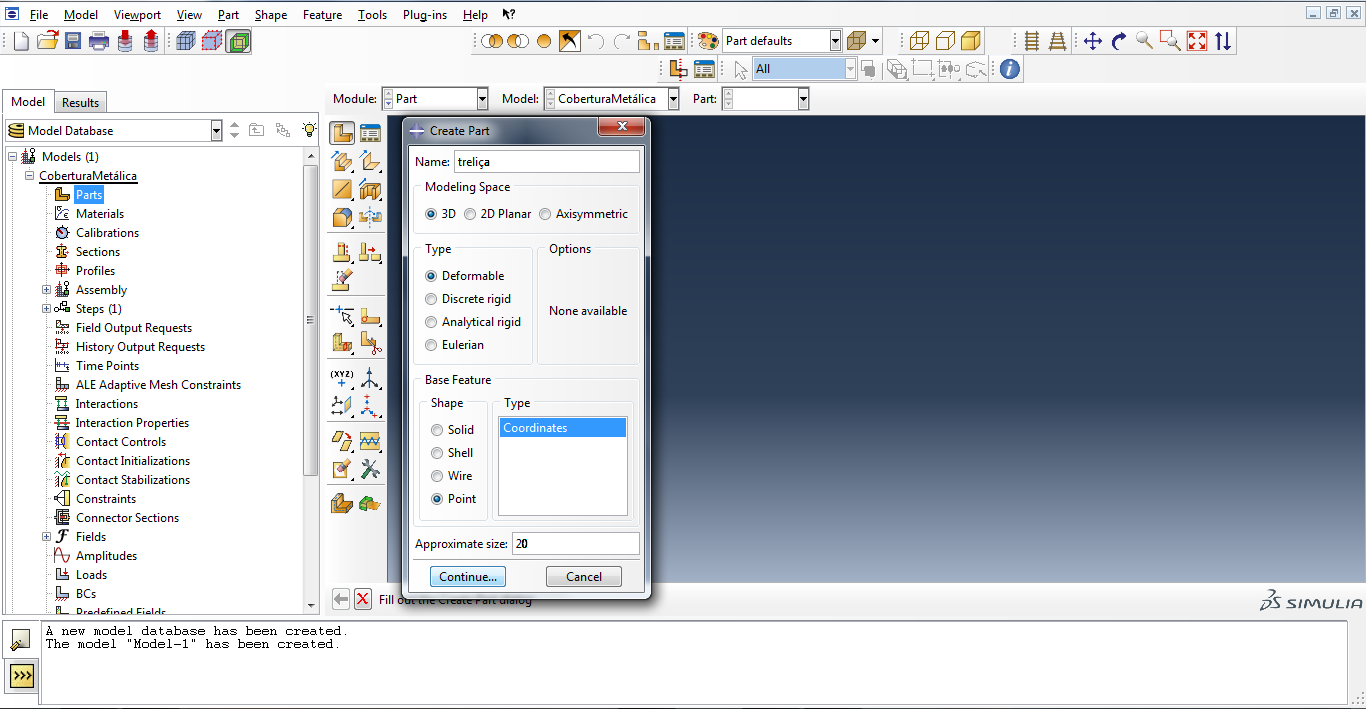 File Model Viewport View Part Shape Feature Tools Plug-ins Help
Part defaults
All
i
Model Results
Module: Part Model: CoberturaMetálica Part:
Model Database
Models (1)
CoberturaMetálica
Parts
Materials
Calibrations
Sections
Profiles
Assembly
Steps (1)
Field Output Requests
History Output Requests
Time Points
ALE Adaptive Mesh Constraints
Interactions
Interaction Properties
Contact Controls
Contact Initializations
Contact Stabilizations
Constraints
Connector Sections
Fields
Amplitudes
Loads
BCs
Predefined Fields
(XYZ)
Create Part
Name: treliça
Modeling Space
3D 2D Planar Axisymmetric
Type Options
Deformable
Discrete rigid
Analytical rigid
Eulerian
None available
Base Feature
Shape Type
Solid
Shell
Wire
Point
Coordinates
Approximate size: 20
Continue... Cancel
Fill out the Create Part dialog
SIMULIA
A new model database has been created.
The model "Model-1" has been created.
>>>